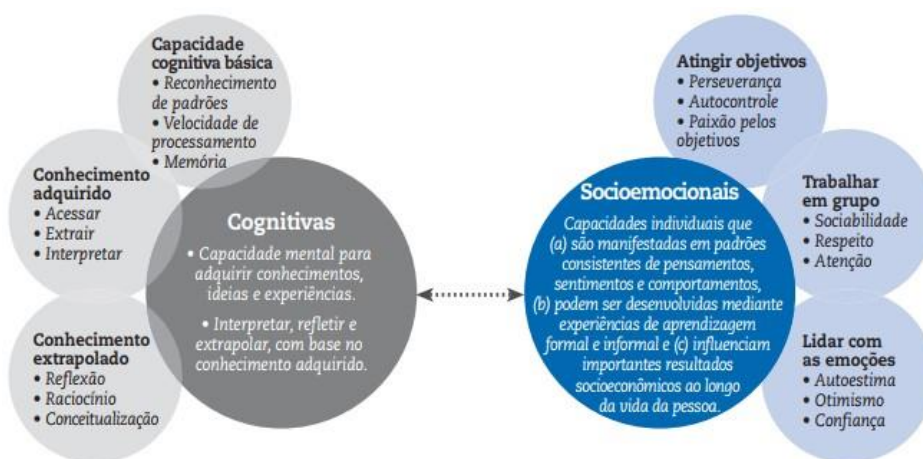 Capacidade
cognitiva básica
• Reconhecimento
de padrões
• Velocidade de
processamento
• Memória
Conhecimento
adquirido
• Acessar
• Extrair
• Interpretar
Conhecimento
extrapolado
• Reflexão
• Raciocínio
• Conceitualização
Cognitivas
• Capacidade mental para
adquirir conhecimentos,
ideias e experiências.
• Interpretar, refletir e
extrapolar, com base no
conhecimento adquirido.
Socioemocionais
Capacidades individuais que
(a) são manifestadas em padrões
consistentes de pensamentos,
sentimentos e comportamentos,
(b) podem ser desenvolvidas mediante
experiências de aprendizagem
formal e informal e (c) influenciam
importantes resultados
socioeconômicos ao longo
da vida da pessoa.
Atingir objetivos
• Perseverança
• Autocontrole
• Paixão pelos
objetivos
Trabalhar
em grupo
• Sociabilidade
• Respeito
• Atenção
Lidar com
as emoções
• Autoestima
• Otimismo
• Confiança